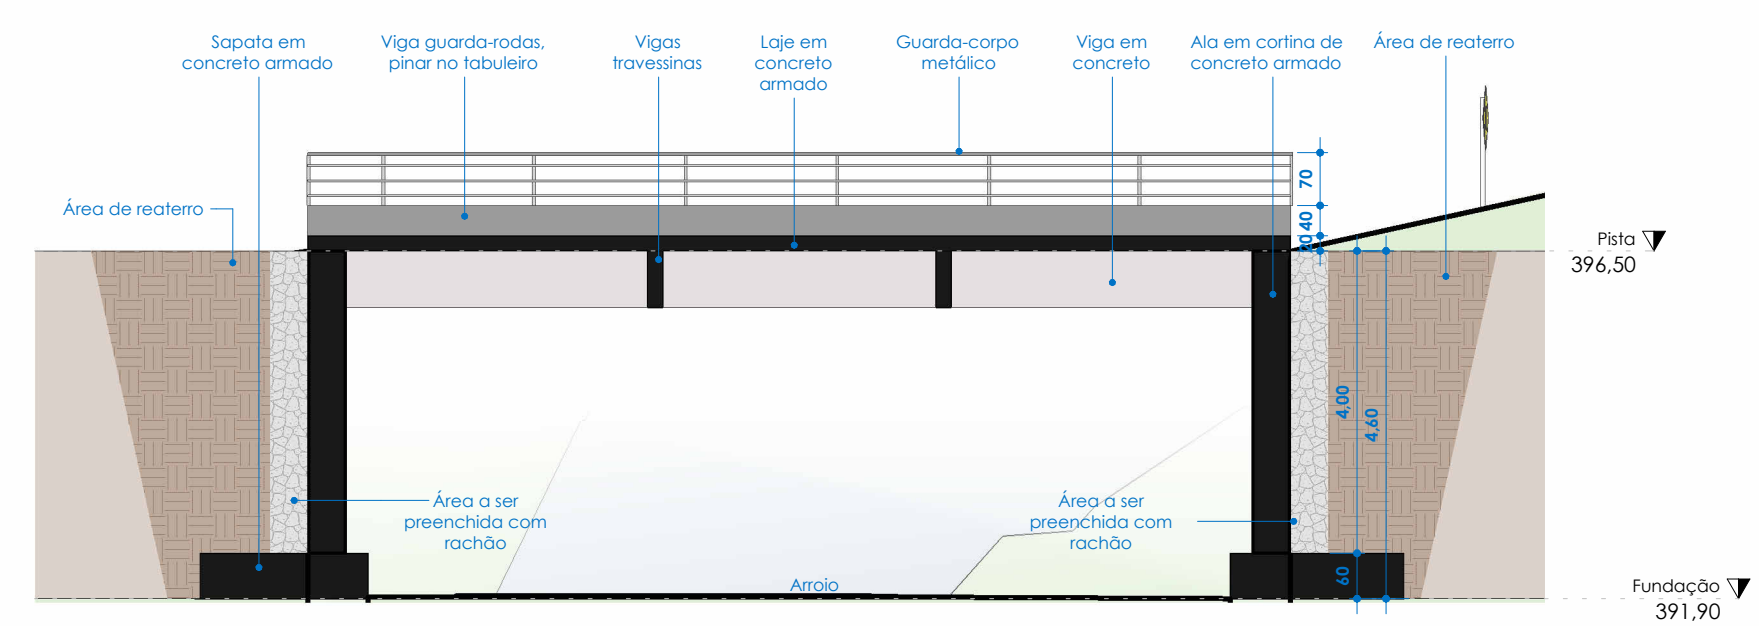 Sapata em
concreto armado
Viga guarda-rodas,
pinar no tabuleiro
Vigas
travessinas
Laje em
concreto
armado
Guarda-corpo
metálico
Viga em
concreto
Ala em cortina de
concreto armado
Área de reaterro
70
Área de reaterro
40
20
Pista
396,50
4,00
4,60
Área a ser
preenchida com
rachão
Área a ser
preenchida com
rachão
60
Arroio
Fundação
391,90